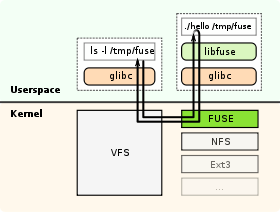 ./hello /tmp/fuse
ls -l /tmp/fuse
libfuse
glibc
glibc
Userspace
Kernel
FUSE
VFS
NFS
Ext3
...